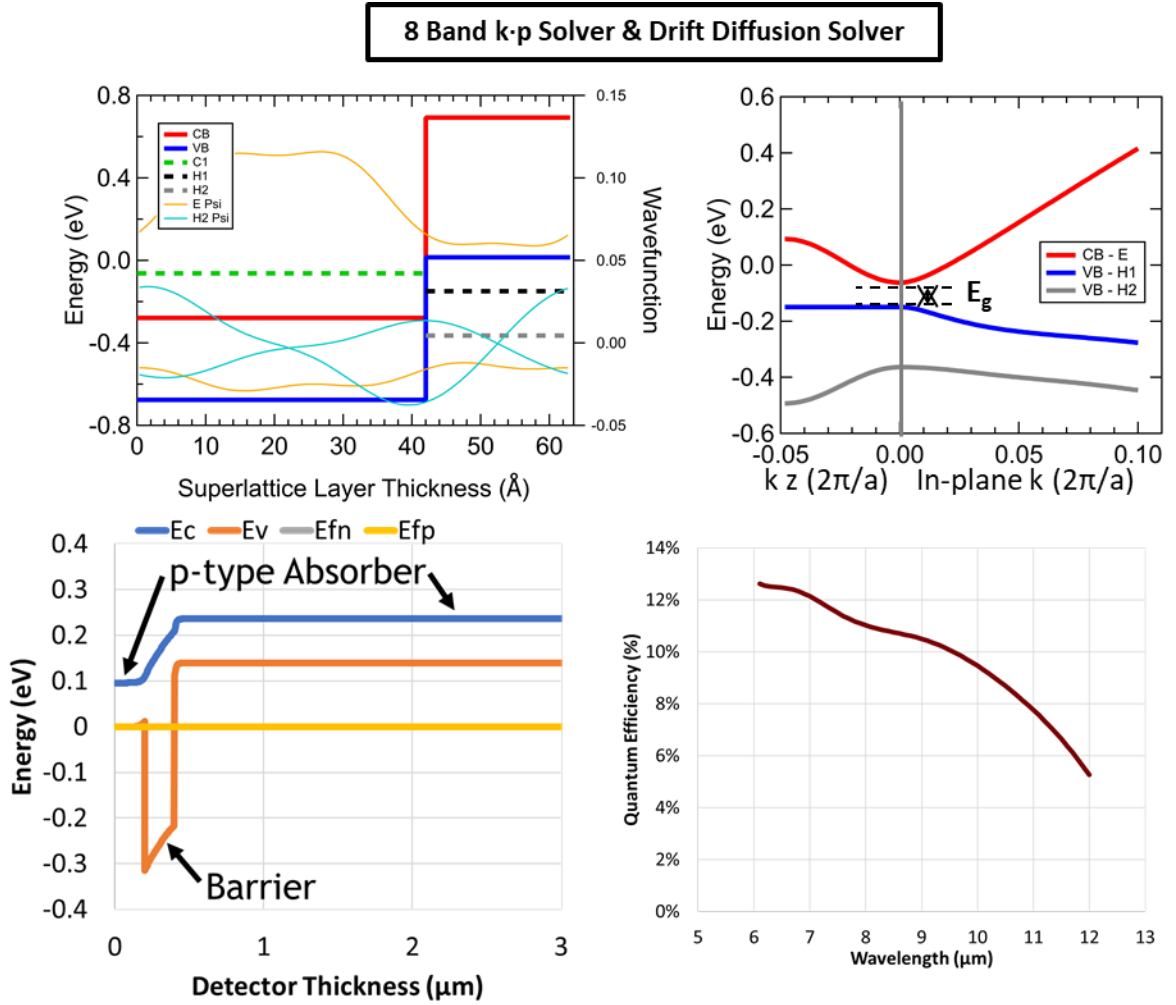 8 Band k·p Solver & Drift Diffusion Solver
0.8
0.4
0.0
-0.4
-0.8
Energy (eV)
CB
VB
C1
H1
H2
E Psi
H2 Psi
0.15
0.10
0.05
0.00
-0.05
Wavefunction
0 10 20 30 40 50 60
Superlattice Layer Thickness (Å)
0.6
0.4
0.2
0.0
-0.2
-0.4
-0.6
Energy (eV)
CB - E
VB - H1
VB - H2
Eg
-0.05 0.00 0.05 0.10
k z (2π/a) In-plane k (2π/a)
Ec Ev Efn Efp
0.4
0.3
0.2
0.1
0
-0.1
-0.2
-0.3
-0.4
Energy (eV)
p-type Absorber
Barrier
0 1 2 3
Detector Thickness (μm)
14%
12%
10%
8%
6%
4%
2%
0%
Quantum Efficiency (%)
5 6 7 8 9 10 11 12 13
Wavelength (μm)